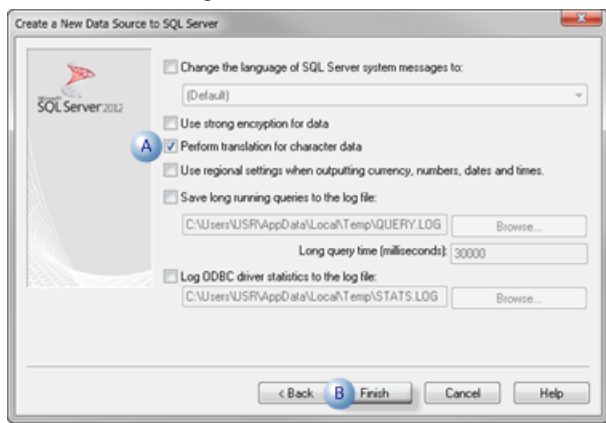 Create a New Data Source to SQL Server
Microsoft
SQL Server 2012
Change the language of SQL Server system messages to:
(Default)
Use strong encryption for data
A
Perform translation for character data
Use regional settings when outputting currency, numbers, dates and times.
Save long running queries to the log file:
C:\Users\USR\AppData\Local\Temp\QUERY.LOG
Browse...
Long query time (milliseconds):
30000
Log ODBC driver statistics to the log file:
C:\Users\USR\AppData\Local\Temp\STATS.LOG
Browse...
< Back
B
Finish
Cancel
Help